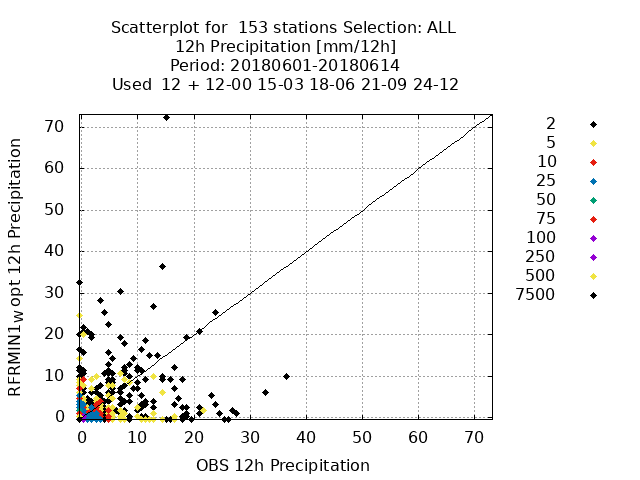 Scatterplot for  153 stations Selection: ALL
12h Precipitation [mm/12h]
Period: 20180601-20180614
Used  12 + 12-00 15-03 18-06 21-09 24-12
RFRMIN1w opt 12h Precipitation
70
60
50
40
30
20
10
0
0 10 20 30 40 50 60 70
OBS 12h Precipitation
2
5
10
25
50
75
100
250
500
7500